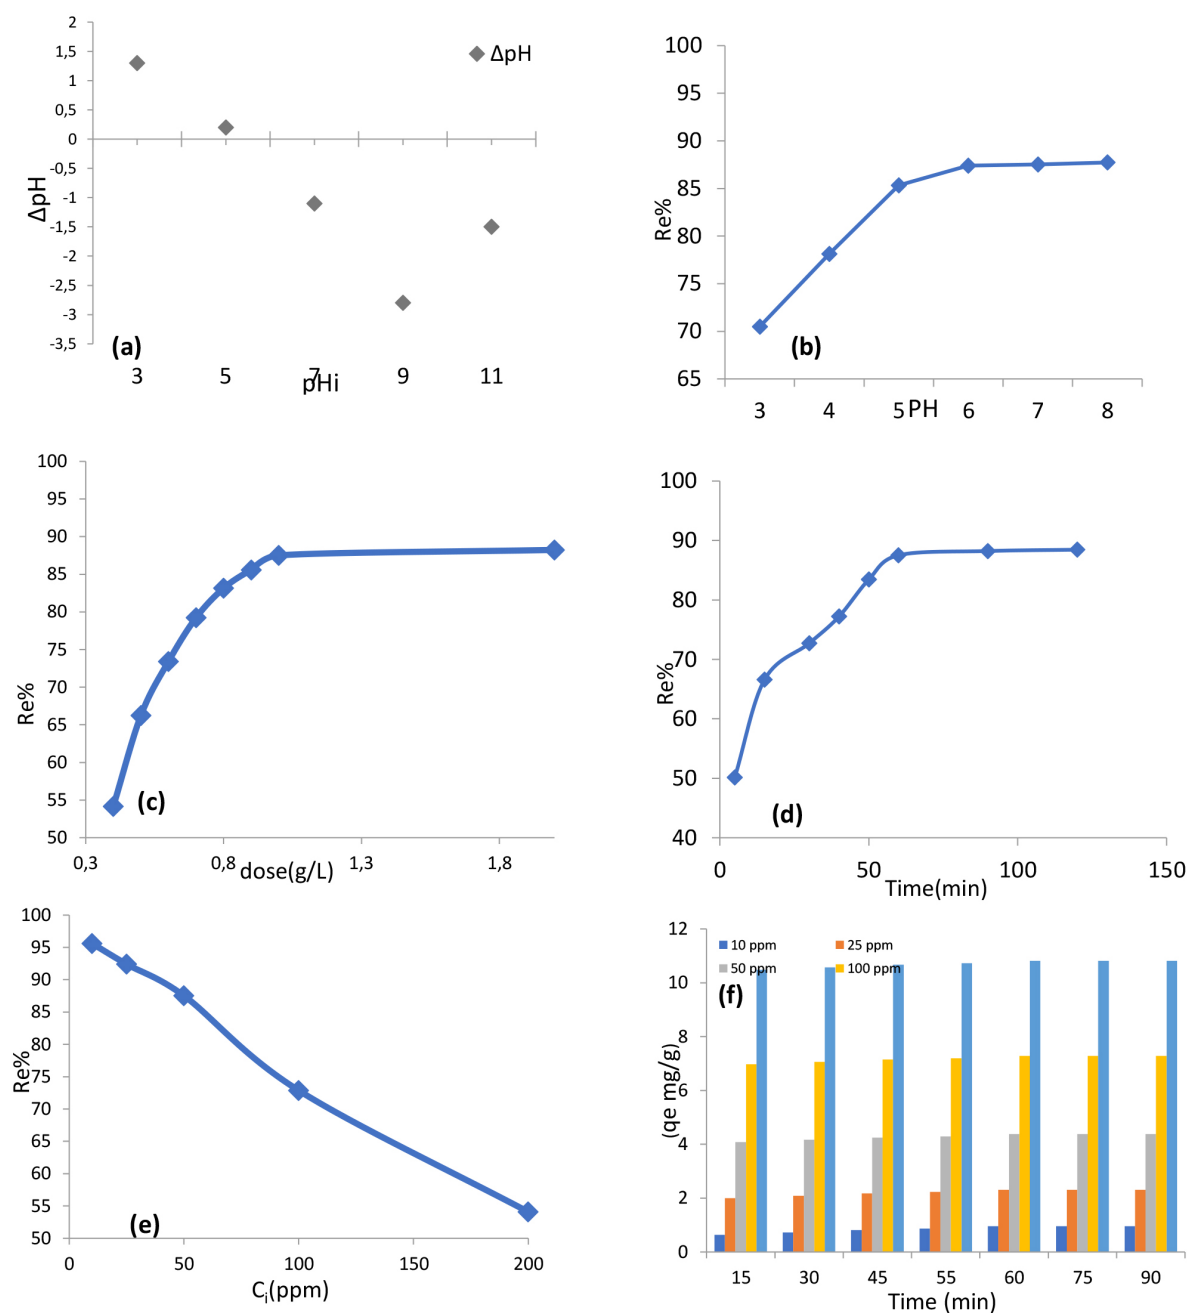 2
1,5
1
0,5
0
-0,5
-1
-1,5
-2
-2,5
-3
-3,5
ΔpH
ΔpH
(a)
3 5 7 9 11
pHi
100
95
90
85
80
75
70
65
Re%
(b)
3 4 5 6 7 8
PH
100
95
90
85
80
75
70
65
60
55
50
Re%
(c)
0,3 0,8 1,3 1,8
dose(g/L)
100
90
80
70
60
50
40
Re%
(d)
0 50 100 150
Time(min)
100
95
90
85
80
75
70
65
60
55
50
Re%
(e)
0 50 100 150 200
Ci(ppm)
12
10
8
6
4
2
0
(qe mg/g)
10 ppm 25 ppm
50 ppm 100 ppm
(f)
15 30 45 55 60 75 90
Time (min)